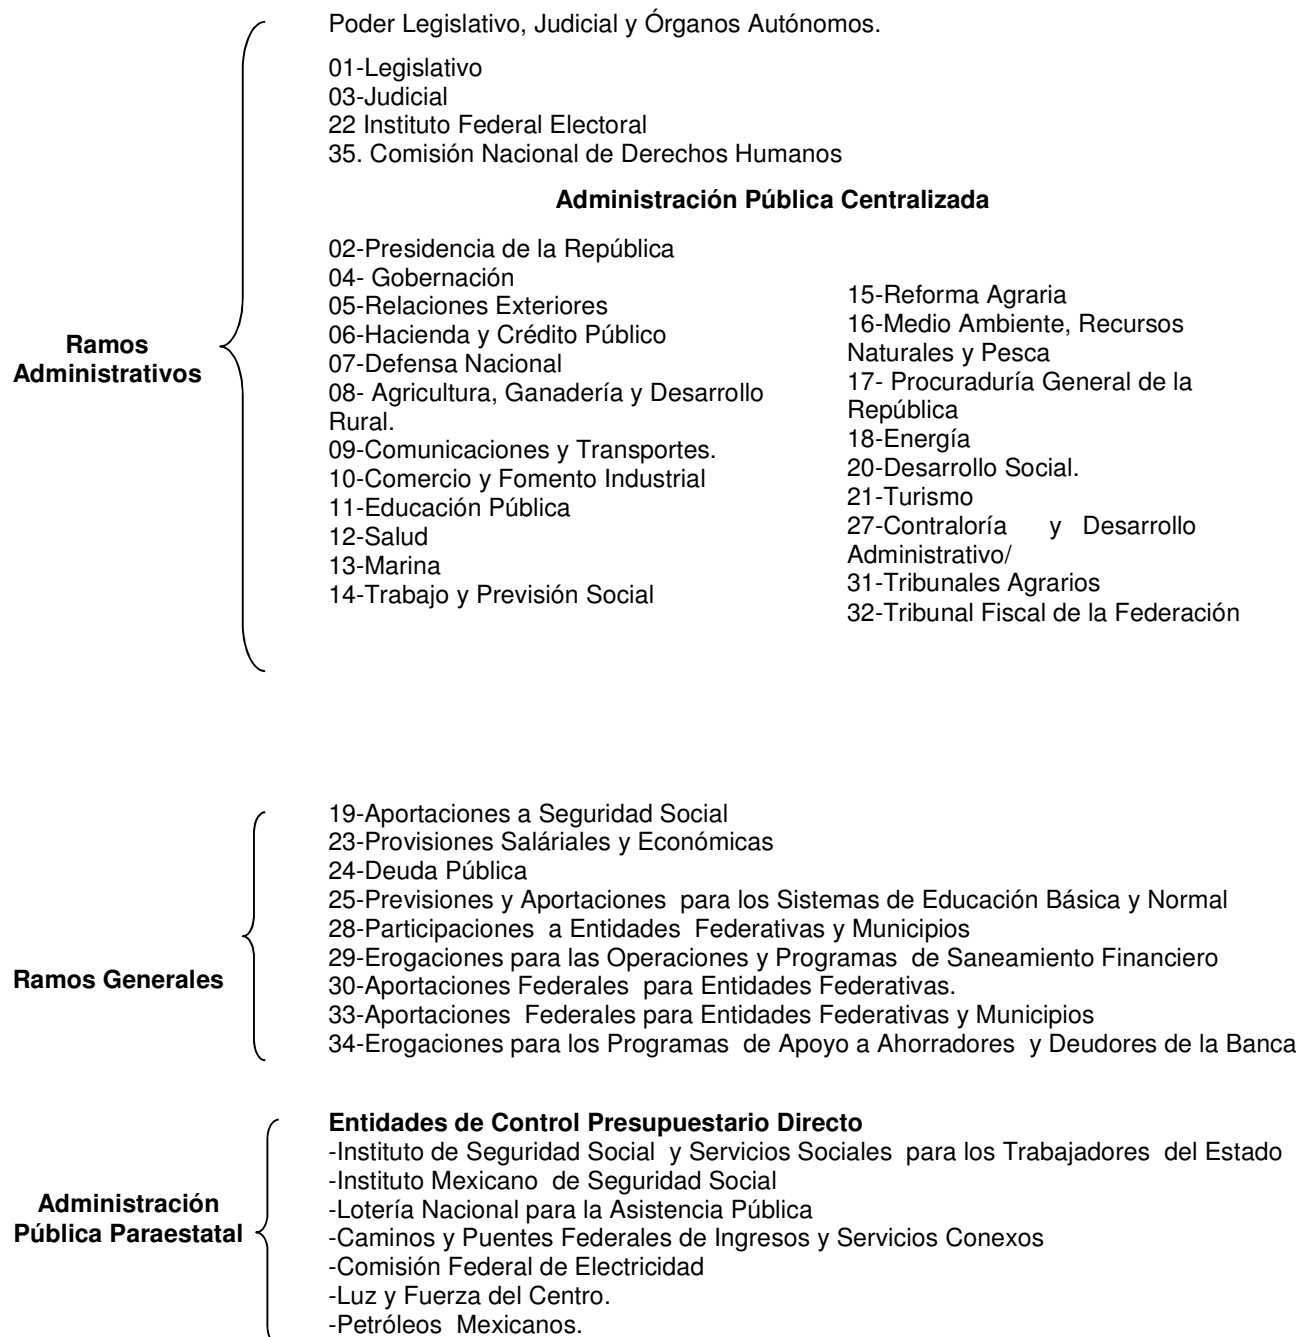 Poder Legislativo, Judicial y Órganos Autónomos.
01-Legislativo
03-Judicial
22 Instituto Federal Electoral
35. Comisión Nacional de Derechos Humanos
Administración Pública Centralizada
Ramos
Administrativos
02-Presidencia de la República
04- Gobernación
05-Relaciones Exteriores
06-Hacienda y Crédito Público
07-Defensa Nacional
08- Agricultura, Ganadería y Desarrollo
Rural.
09-Comunicaciones y Transportes.
10-Comercio y Fomento Industrial
11-Educación Pública
12-Salud
13-Marina
14-Trabajo y Previsión Social
15-Reforma Agraria
16-Medio Ambiente, Recursos
Naturales y Pesca
17- Procuraduría General de la
República
18-Energía
20-Desarrollo Social.
21-Turismo
27-Contraloría y Desarrollo
Administrativo/
31-Tribunales Agrarios
32-Tribunal Fiscal de la Federación
Ramos Generales
19-Aportaciones a Seguridad Social
23-Provisiones Saláriales y Económicas
24-Deuda Pública
25-Previsiones y Aportaciones para los Sistemas de Educación Básica y Normal
28-Participaciones a Entidades Federativas y Municipios
29-Erogaciones para las Operaciones y Programas de Saneamiento Financiero
30-Aportaciones Federales para Entidades Federativas.
33-Aportaciones Federales para Entidades Federativas y Municipios
34-Erogaciones para los Programas de Apoyo a Ahorradores y Deudores de la Banca
Administración
Pública Paraestatal
Entidades de Control Presupuestario Directo
-Instituto de Seguridad Social y Servicios Sociales para los Trabajadores del Estado
-Instituto Mexicano de Seguridad Social
-Lotería Nacional para la Asistencia Pública
-Caminos y Puentes Federales de Ingresos y Servicios Conexos
-Comisión Federal de Electricidad
-Luz y Fuerza del Centro.
-Petróleos Mexicanos.